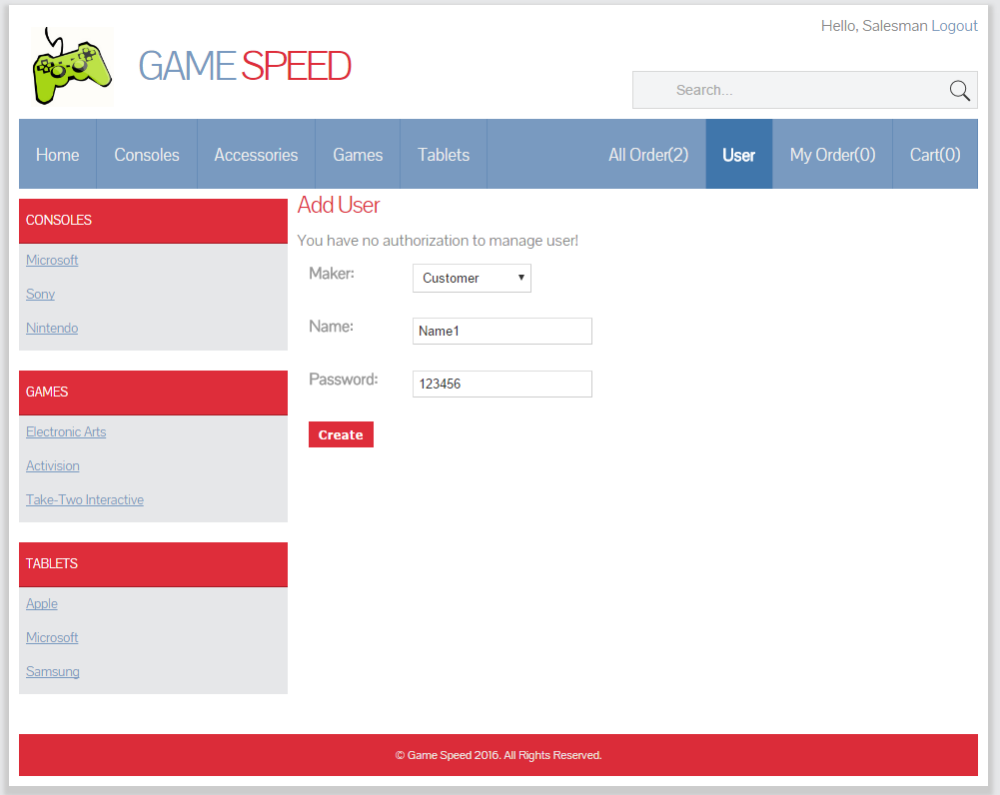 Hello, Salesman Logout
GAME SPEED
Search...
Home Consoles Accessories Games Tablets All Order(2) User My Order(0) Cart(0)
CONSOLES
Microsoft
Sony
Nintendo
GAMES
Electronic Arts
Activision
Take-Two Interactive
TABLETS
Apple
Microsoft
Samsung
Add User
You have no authorization to manage user!
Maker: Customer
Name: Name1
Password: 123456
Create
© Game Speed 2016. All Rights Reserved.